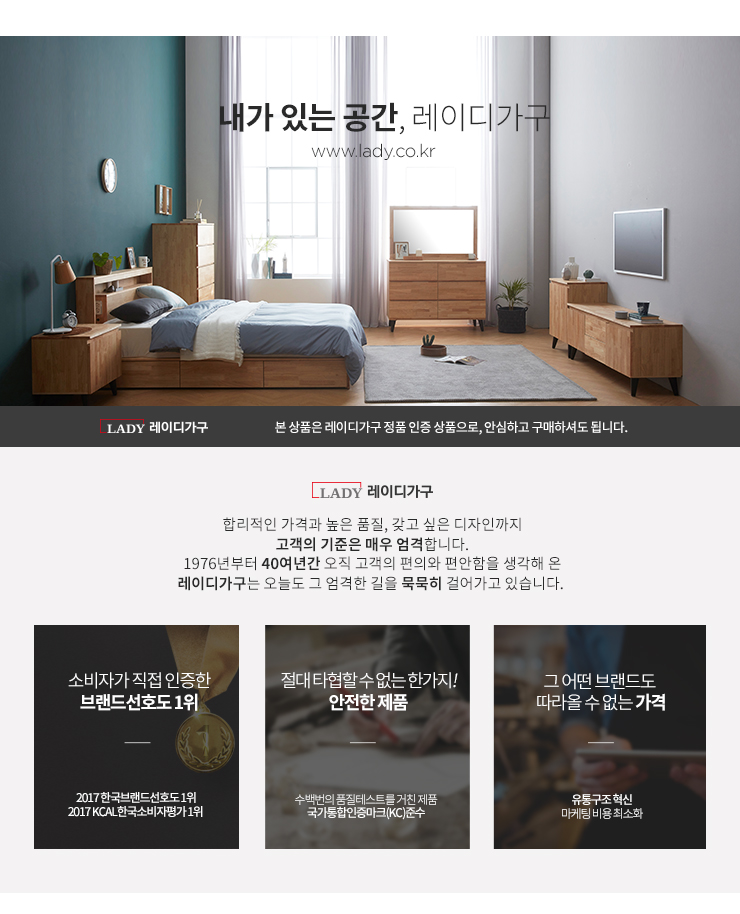 내가 있는 공간, 레이디가구
www.lady.co.kr
LADY 레이디가구
본 상품은 레이디가구 정품 인증 상품으로, 안심하고 구매하셔도 됩니다.
LADY 레이디가구
합리적인 가격과 높은 품질, 갖고 싶은 디자인까지
고객의 기준은 매우 엄격합니다.
1976년부터 40여년간 오직 고객의 편의와 편안함을 생각해 온
레이디가구는 오늘도 그 엄격한 길을 묵묵히 걸어가고 있습니다.
소비자가 직접 인증한
브랜드선호도 1위
2017 한국브랜드선호도 1위
2017 KCAL 한국소비자평가 1위
절대 타협할 수 없는 한가지!
안전한 제품
수백번의 품질테스트를 거친 제품
국가통합인증마크(KC)준수
그 어떤 브랜드도
따라올 수 없는 가격
유통구조 혁신
마케팅 비용 최소화